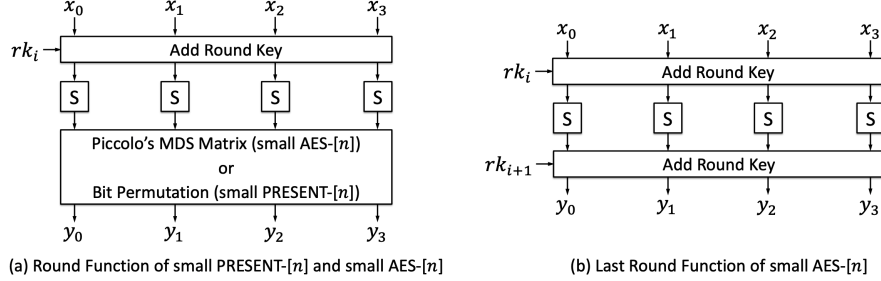 x₀ x₁ x₂ x₃
rkᵢ Add Round Key
S S S S
Piccolo's MDS Matrix (small AES-[n])
or
Bit Permutation (small PRESENT-[n])
y₀ y₁ y₂ y₃
(a) Round Function of small PRESENT-[n] and small AES-[n]
x₀ x₁ x₂ x₃
rkᵢ Add Round Key
S S S S
rkᵢ₊₁ Add Round Key
y₀ y₁ y₂ y₃
(b) Last Round Function of small AES-[n]